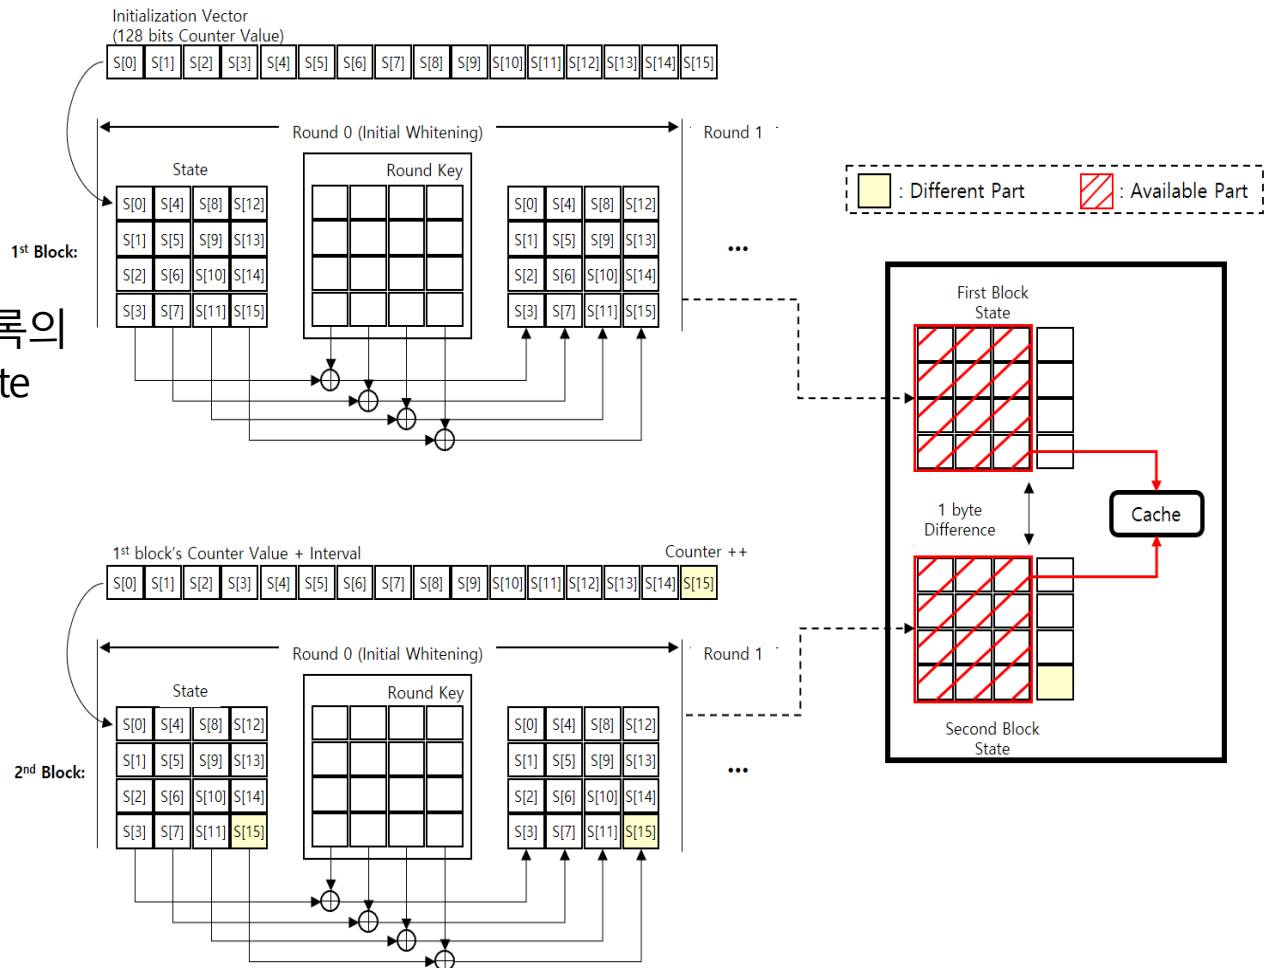 Initialization Vector
(128 bits Counter Value)
S[0] S[1] S[2] S[3] S[4] S[5] S[6] S[7] S[8] S[9] S[10] S[11] S[12] S[13] S[14] S[15]
Round 0 (Initial Whitening)
Round 1
State
Round Key
S[0] S[4] S[8] S[12]
S[1] S[5] S[9] S[13]
S[2] S[6] S[10] S[14]
S[3] S[7] S[11] S[15]
1st Block:
S[0] S[4] S[8] S[12]
S[1] S[5] S[9] S[13]
S[2] S[6] S[10] S[14]
S[3] S[7] S[11] S[15]
...
록의
te
: Different Part
: Available Part
First Block
State
1 byte
Difference
Cache
Second Block
State
1st block's Counter Value + Interval
Counter ++
S[0] S[1] S[2] S[3] S[4] S[5] S[6] S[7] S[8] S[9] S[10] S[11] S[12] S[13] S[14] S[15]
Round 0 (Initial Whitening)
Round 1
State
Round Key
S[0] S[4] S[8] S[12]
S[1] S[5] S[9] S[13]
S[2] S[6] S[10] S[14]
S[3] S[7] S[11] S[15]
2nd Block:
S[0] S[4] S[8] S[12]
S[1] S[5] S[9] S[13]
S[2] S[6] S[10] S[14]
S[3] S[7] S[11] S[15]
...